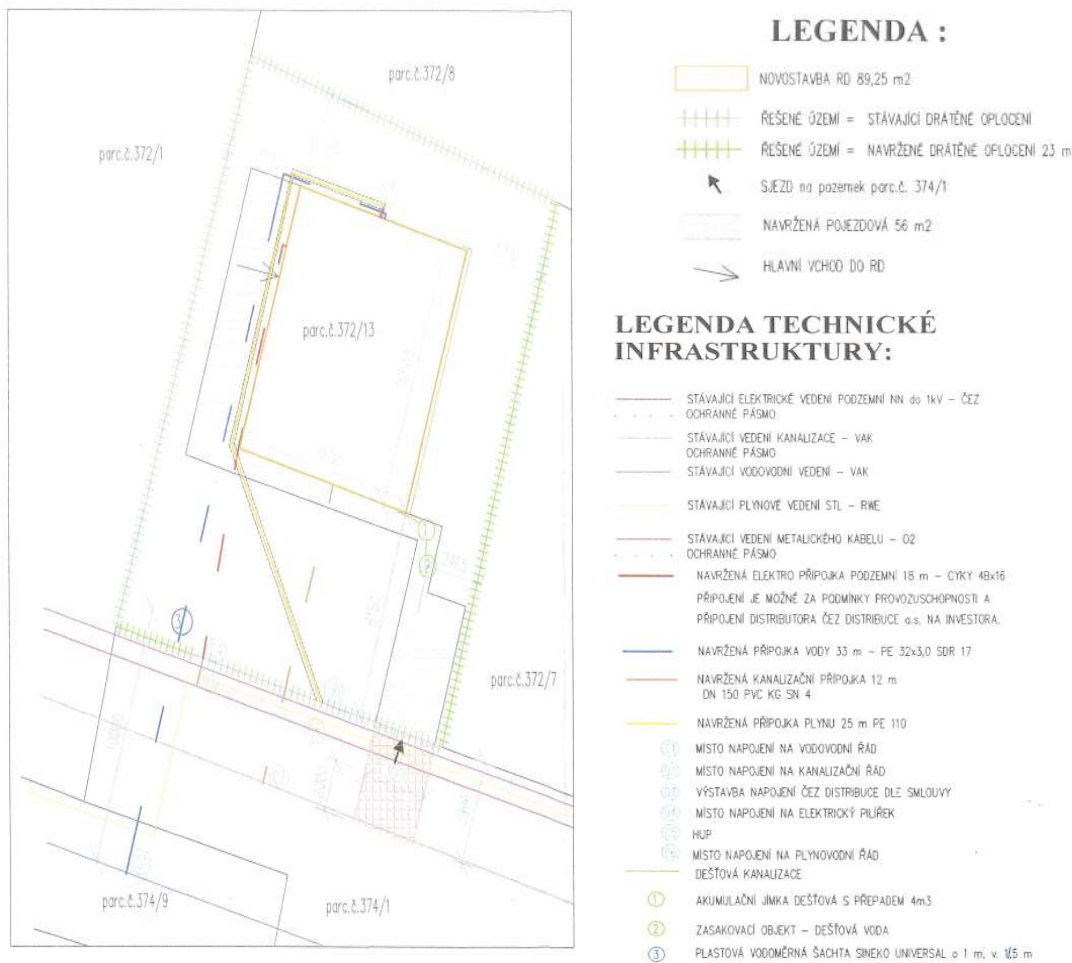 parc.č.372/8
parc.č.372/1
parc.č.372/13
parc.č.372/7
parc.č.374/9
parc.č.374/1
1
2
3
LEGENDA :
NOVOSTAVBA RD 89,25 m2
ŘEŠENÉ ÚZEMÍ = STÁVAJÍCÍ DRÁTĚNÉ OPLOCENÍ
ŘEŠENÉ ÚZEMÍ = NAVRŽENÉ DRÁTĚNÉ OPLOCENÍ 23 m
SJEZD na pozemek parc.č. 374/1
NAVRŽENÁ POJEZDOVÁ 56 m2
HLAVNÍ VCHOD DO RD
LEGENDA TECHNICKÉ
INFRASTRUKTURY:
STÁVAJÍCÍ ELEKTRICKÉ VEDENÍ PODZEMNÍ NN do 1kV – ČEZ
OCHRANNÉ PÁSMO
STÁVAJÍCÍ VEDENÍ KANALIZACE – VAK
OCHRANNÉ PÁSMO
STÁVAJÍCÍ VODOVODNÍ VEDENÍ – VAK
STÁVAJÍCÍ PLYNOVÉ VEDENÍ STL – RWE
STÁVAJÍCÍ VEDENÍ METALICKÉHO KABELU – O2
OCHRANNÉ PÁSMO
NAVRŽENÁ ELEKTRO PŘÍPOJKA PODZEMNÍ 18 m – CYKY 4Bx16
PŘIPOJENÍ JE MOŽNÉ ZA PODMÍNKY PROVOZUSCHOPNOSTI A
PŘIPOJENÍ DISTRIBUTORA ČEZ DISTRIBUCE a.s. NA INVESTORA.
NAVRŽENÁ PŘÍPOJKA VODY 33 m – PE 32x3,0 SDR 17
NAVRŽENÁ KANALIZAČNÍ PŘÍPOJKA 12 m
DN 150 PVC KG SN 4
NAVRŽENÁ PŘÍPOJKA PLYNU 25 m PE 110
MÍSTO NAPOJENÍ NA VODOVODNÍ ŘÁD
MÍSTO NAPOJENÍ NA KANALIZAČNÍ ŘÁD
VÝSTAVBA NAPOJENÍ ČEZ DISTRIBUCE DLE SMLOUVY
MÍSTO NAPOJENÍ NA ELEKTRICKÝ PILÍŘEK
HUP
MÍSTO NAPOJENÍ NA PLYNOVODNÍ ŘÁD
DEŠŤOVÁ KANALIZACE
1 AKUMULAČNÍ JÍMKA DEŠŤOVÁ S PŘEPADEM 4m3
2 ZASAKOVACÍ OBJEKT – DEŠŤOVÁ VODA
3 PLASTOVÁ VODOMĚRNÁ ŠACHTA SINEKO UNIVERSAL o 1 m, v. 1,5 m